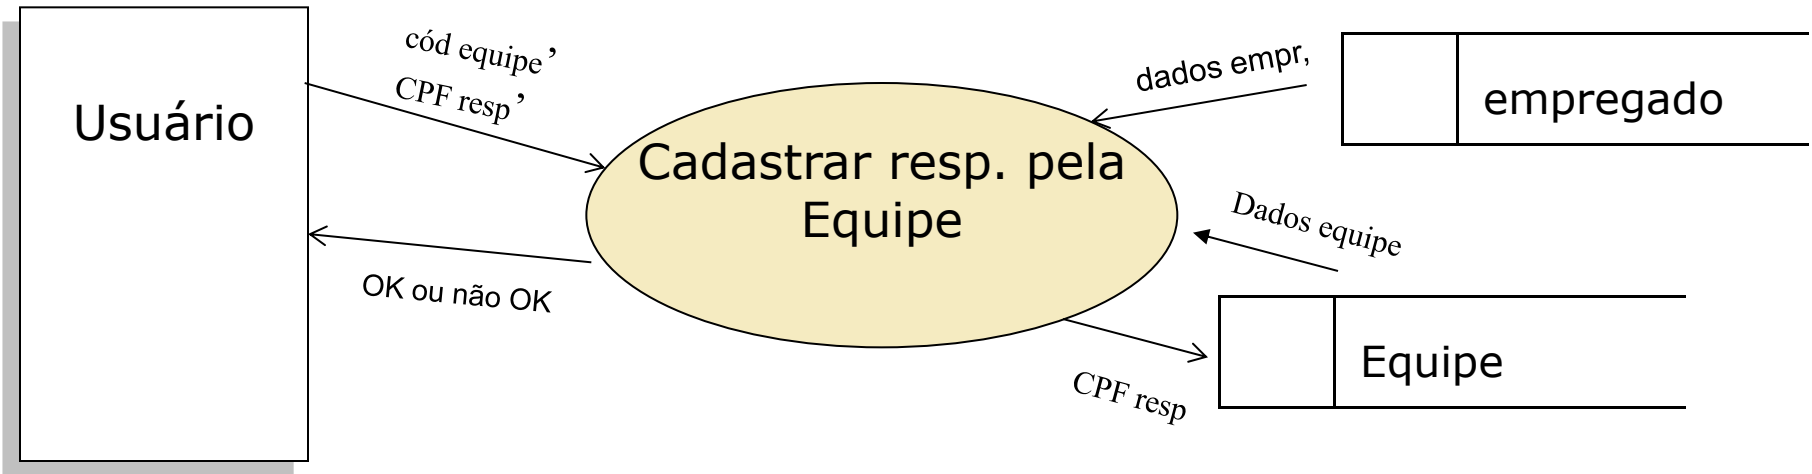 Usuário
cód equipe’
CPF resp’
OK ou não OK
Cadastrar resp. pela
Equipe
dados empr,
empregado
Dados equipe
Equipe
CPF resp